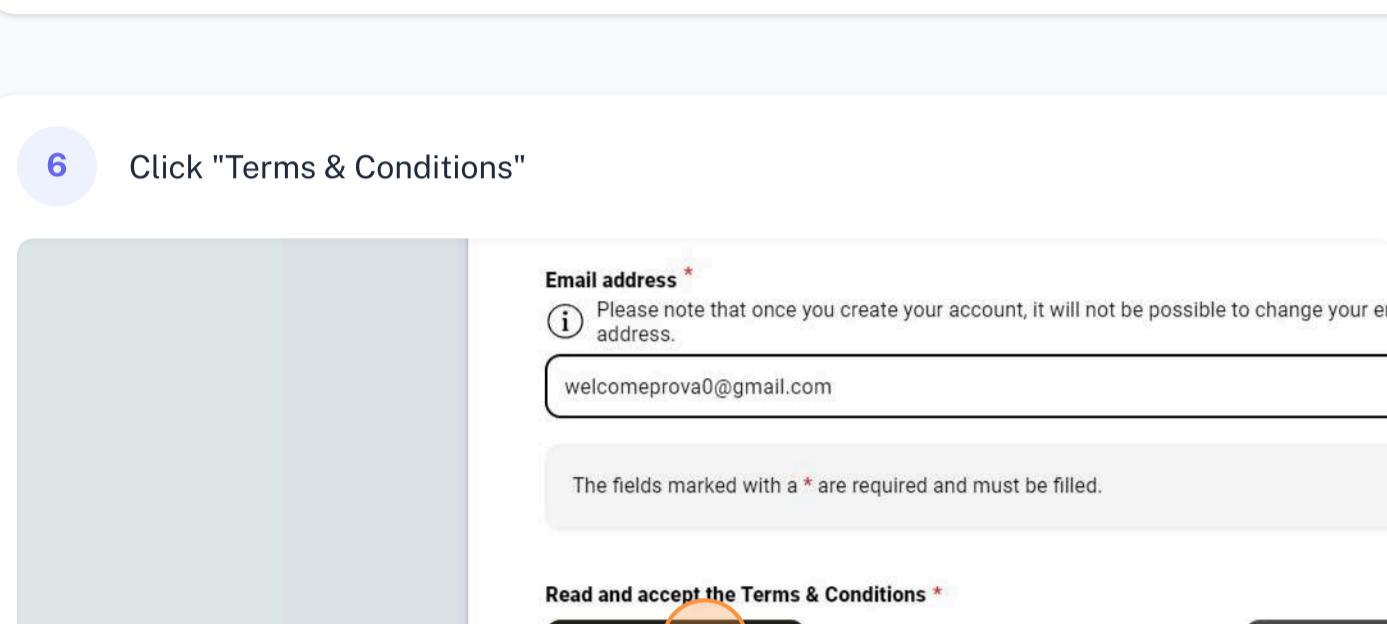 6
Click "Terms & Conditions"
Email address *
i
Please note that once you create your account, it will not be possible to change your
address.
welcomeprova0@gmail.com
The fields marked with a * are required and must be filled.
Read and accept the Terms & Conditions *